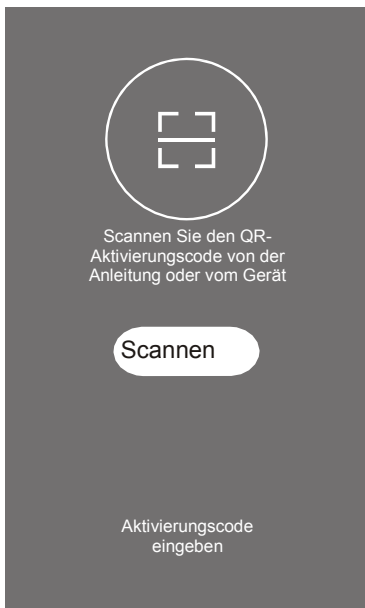 Scannen Sie den QR-
Aktivierungscode von der
Anleitung oder vom Gerät
Scannen
Aktivierungscode
eingeben